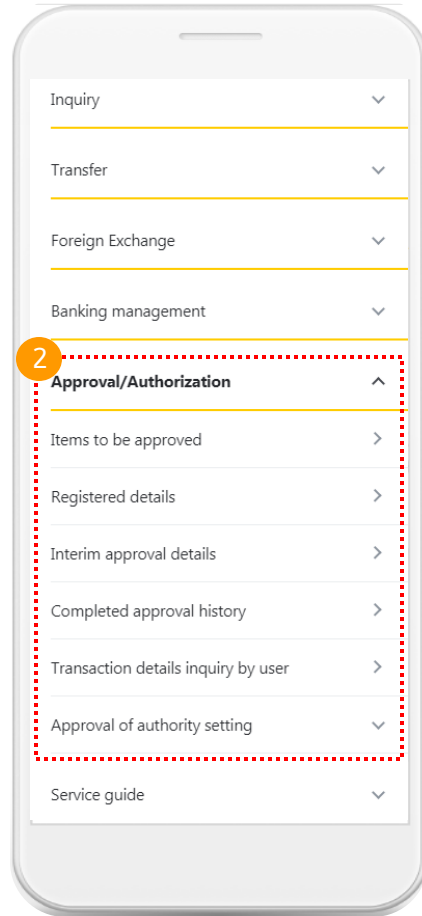 Inquiry
Transfer
Foreign Exchange
Banking management
2
Approval/Authorization
Items to be approved
Registered details
Interim approval details
Completed approval history
Transaction details inquiry by user
Approval of authority setting
Service guide